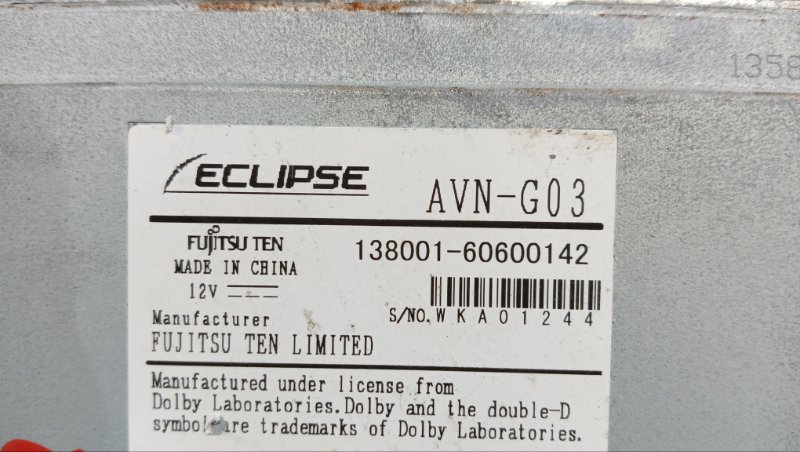 1358
ECLIPSE AVN-G03
FUJITSU TEN 138001-60600142
MADE IN CHINA
12V
S/NO. WKA01244
Manufacturer
FUJITSU TEN LIMITED
Manufactured under license from
Dolby Laboratories. Dolby and the double-D
symbol are trademarks of Dolby Laboratories.